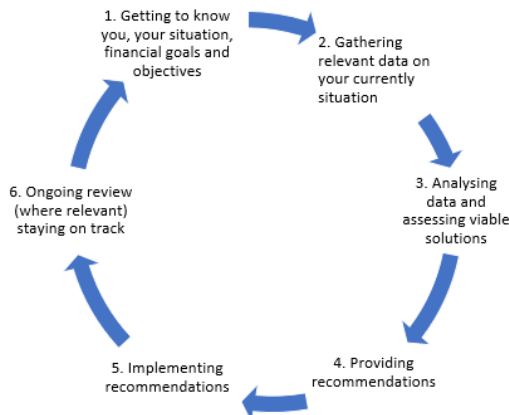 1. Getting to know
you, your situation,
financial goals and
objectives
2. Gathering
relevant data on
your currently
situation
3. Analysing
data and
assessing viable
solutions
4. Providing
recommendations
5. Implementing
recommendations
6. Ongoing review
(where relevant)
staying on track